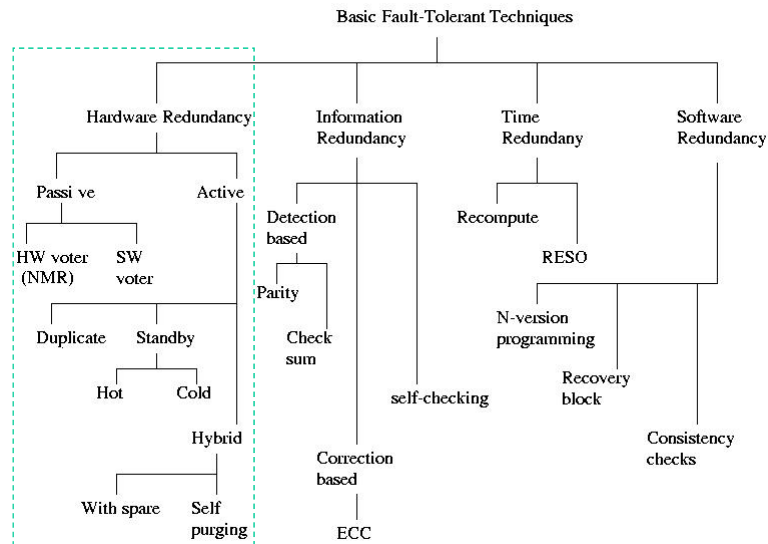 Basic Fault-Tolerant Techniques
Hardware Redundancy
Information
Redundancy
Time
Redundany
Software
Redundancy
Passi ve
Active
HW voter
(NMR)
SW
voter
Duplicate
Standby
Hot
Cold
Hybrid
With spare
Self
purging
Detection
based
Parity
Check
sum
self-checking
Correction
based
ECC
Recompute
RESO
N-version
programming
Recovery
block
Consistency
checks